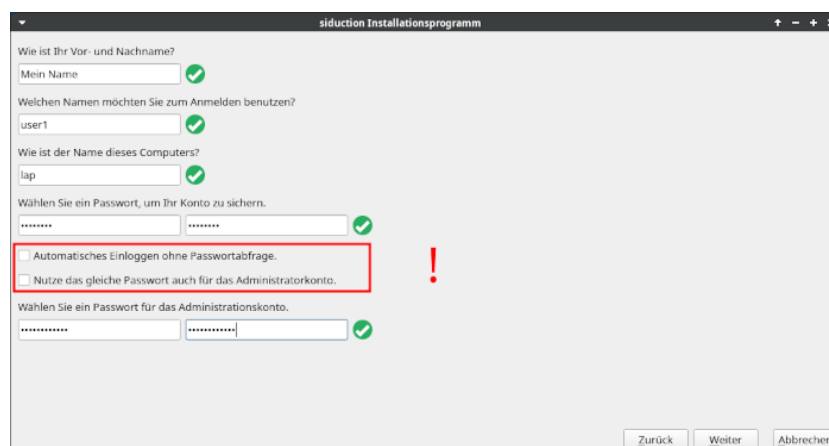 siduction Installationsprogramm
Wie ist Ihr Vor- und Nachname?
Mein Name
Welchen Namen möchten Sie zum Anmelden benutzen?
user1
Wie ist der Name dieses Computers?
lap
Wählen Sie ein Passwort, um Ihr Konto zu sichern.
•••••••• ••••••••
Automatisches Einloggen ohne Passwortabfrage.
!
Nutze das gleiche Passwort auch für das Administratorkonto.
Wählen Sie ein Passwort für das Administrationskonto.
•••••••••••• ••••••••••••
Zurück Weiter Abbrechen